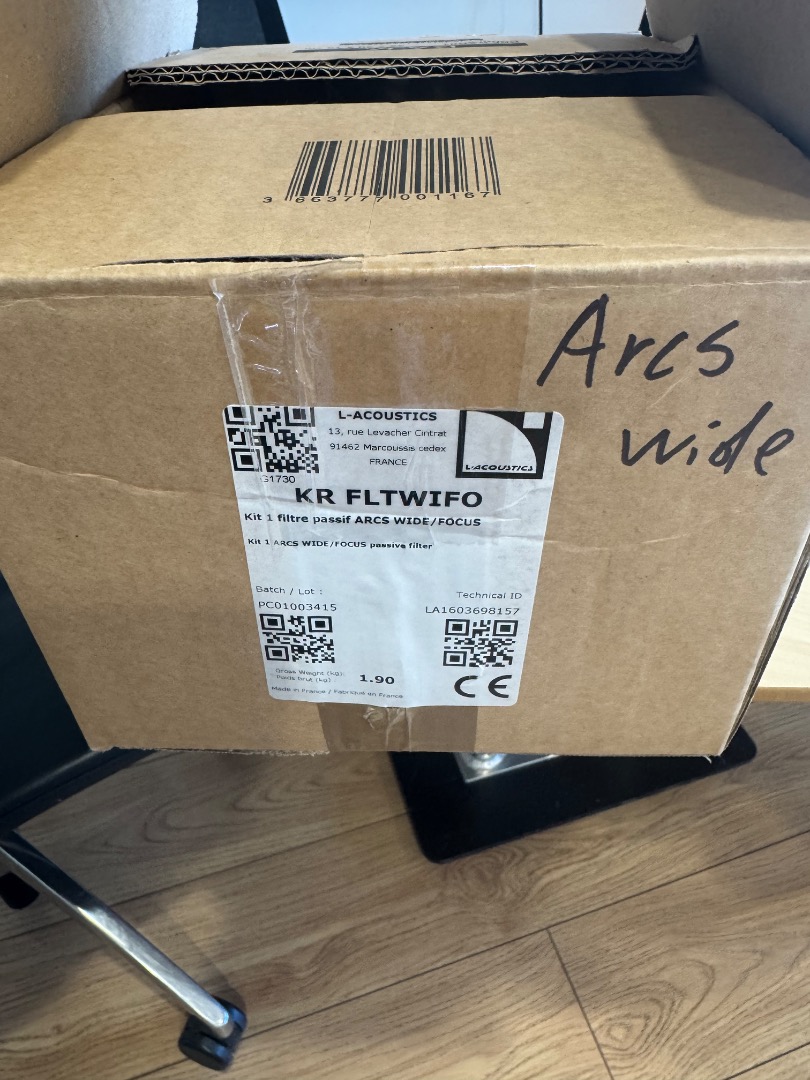 3 663777 001167
Arcs
wide
L-ACOUSTICS
13, rue Levacher Cintrat
91462 Marcoussis cedex
FRANCE
L-ACOUSTICS
G1730
KR FLTWIFO
Kit 1 filtre passif ARCS WIDE/FOCUS
Kit 1 ARCS WIDE/FOCUS passive filter
Batch / Lot :
PC01003415
Technical ID
LA1603698157
Gross Weight (kg):
Poids brut (kg) :
1.90
Made in France / Fabriqué en France
CE